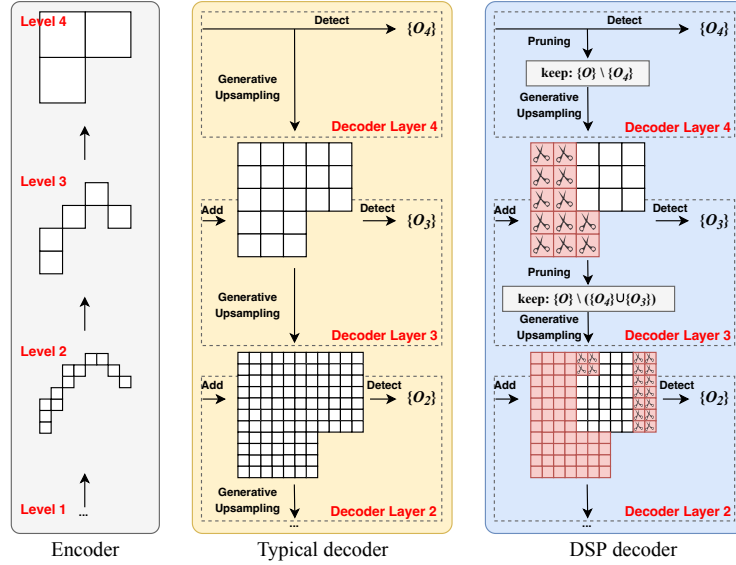 Level 4
Level 3
Level 2
Level 1
...
Encoder
Detect
{O4}
Generative
Upsampling
Decoder Layer 4
Add
Detect
{O3}
Generative
Upsampling
Decoder Layer 3
Add
Detect
{O2}
Generative
Upsampling
Decoder Layer 2
...
Typical decoder
Detect
{O4}
Pruning
keep: {O} \ {O4}
Generative
Upsampling
Decoder Layer 4
Add
Detect
{O3}
Pruning
keep: {O} \ ({O4}∪{O3})
Generative
Upsampling
Decoder Layer 3
Add
Detect
{O2}
Decoder Layer 2
...
DSP decoder